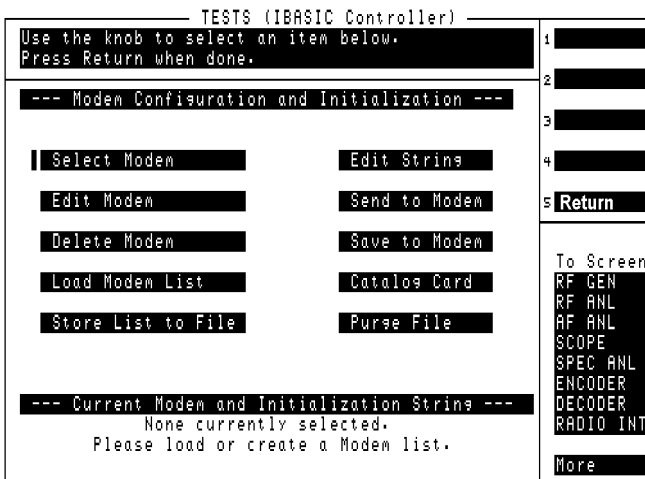 TESTS (IBASIC Controller)
Use the knob to select an item below.
Press Return when done.
--- Modem Configuration and Initialization ---
Select Modem
Edit Modem
Delete Modem
Load Modem List
Store List to File
Edit String
Send to Modem
Save to Modem
Catalog Card
Purge File
--- Current Modem and Initialization String ---
None currently selected.
Please load or create a Modem list.
1
2
3
4
5 Return
To Screen
RF GEN
RF ANL
AF ANL
SCOPE
SPEC ANL
ENCODER
DECODER
RADIO INT
More